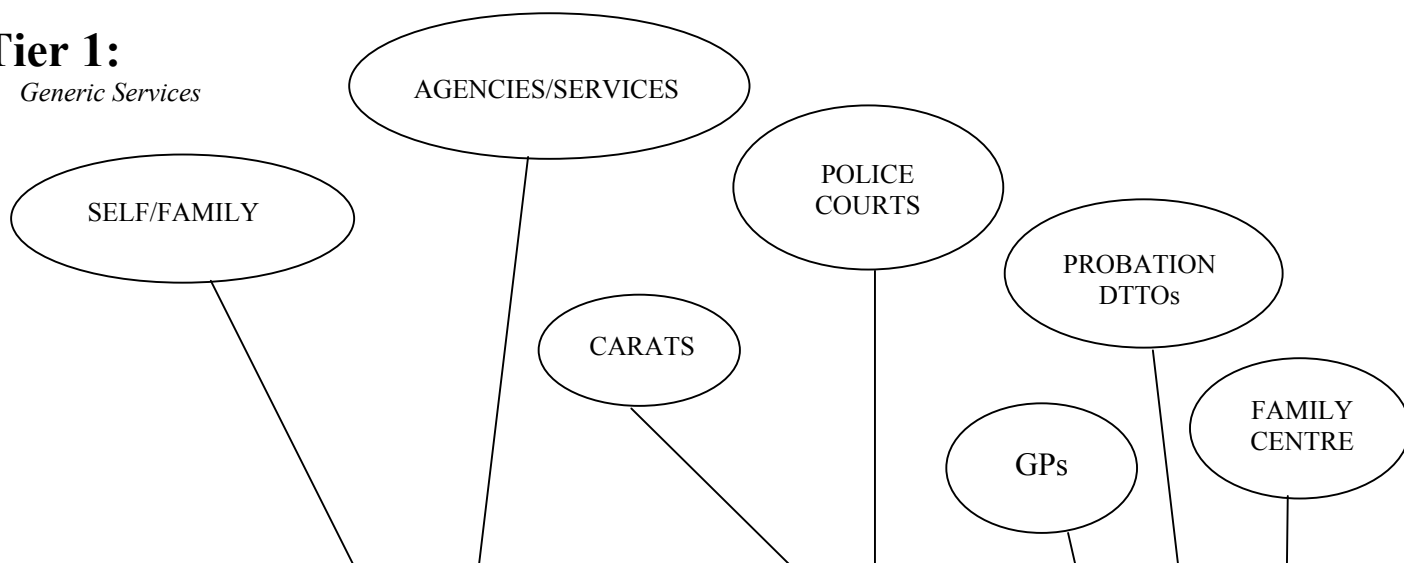 Tier 1:
Generic Services
AGENCIES/SERVICES
POLICE
COURTS
SELF/FAMILY
PROBATION
DTTOs
CARATS
FAMILY
CENTRE
GPs